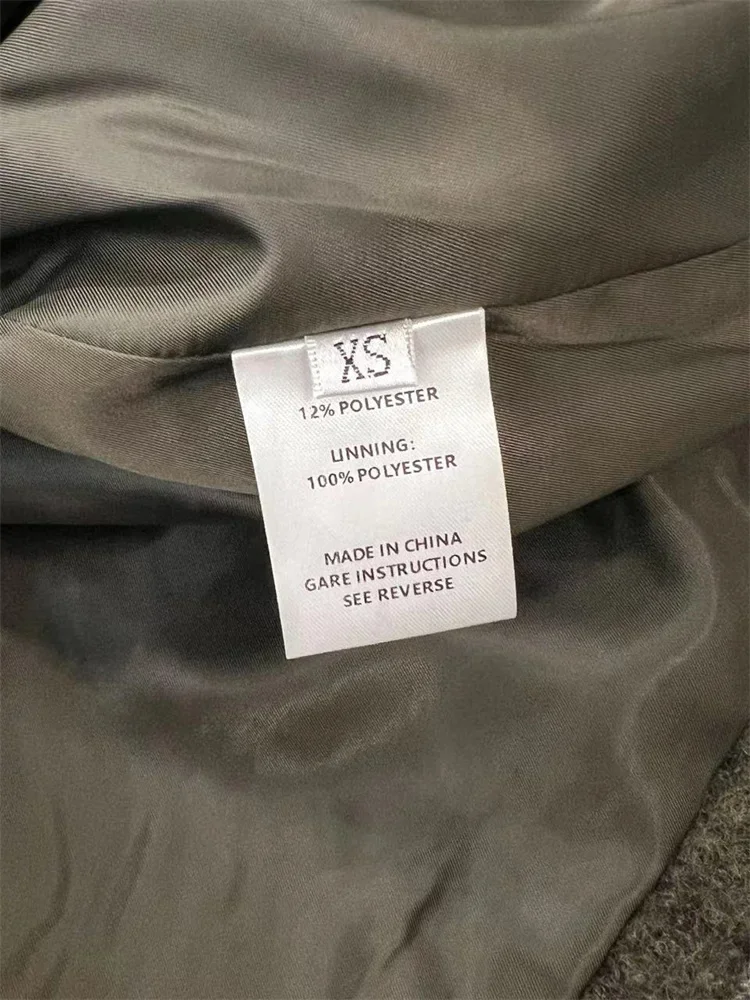 XS
12% POLYESTER
LINNING:
100% POLYESTER
MADE IN CHINA
GARE INSTRUCTIONS
SEE REVERSE